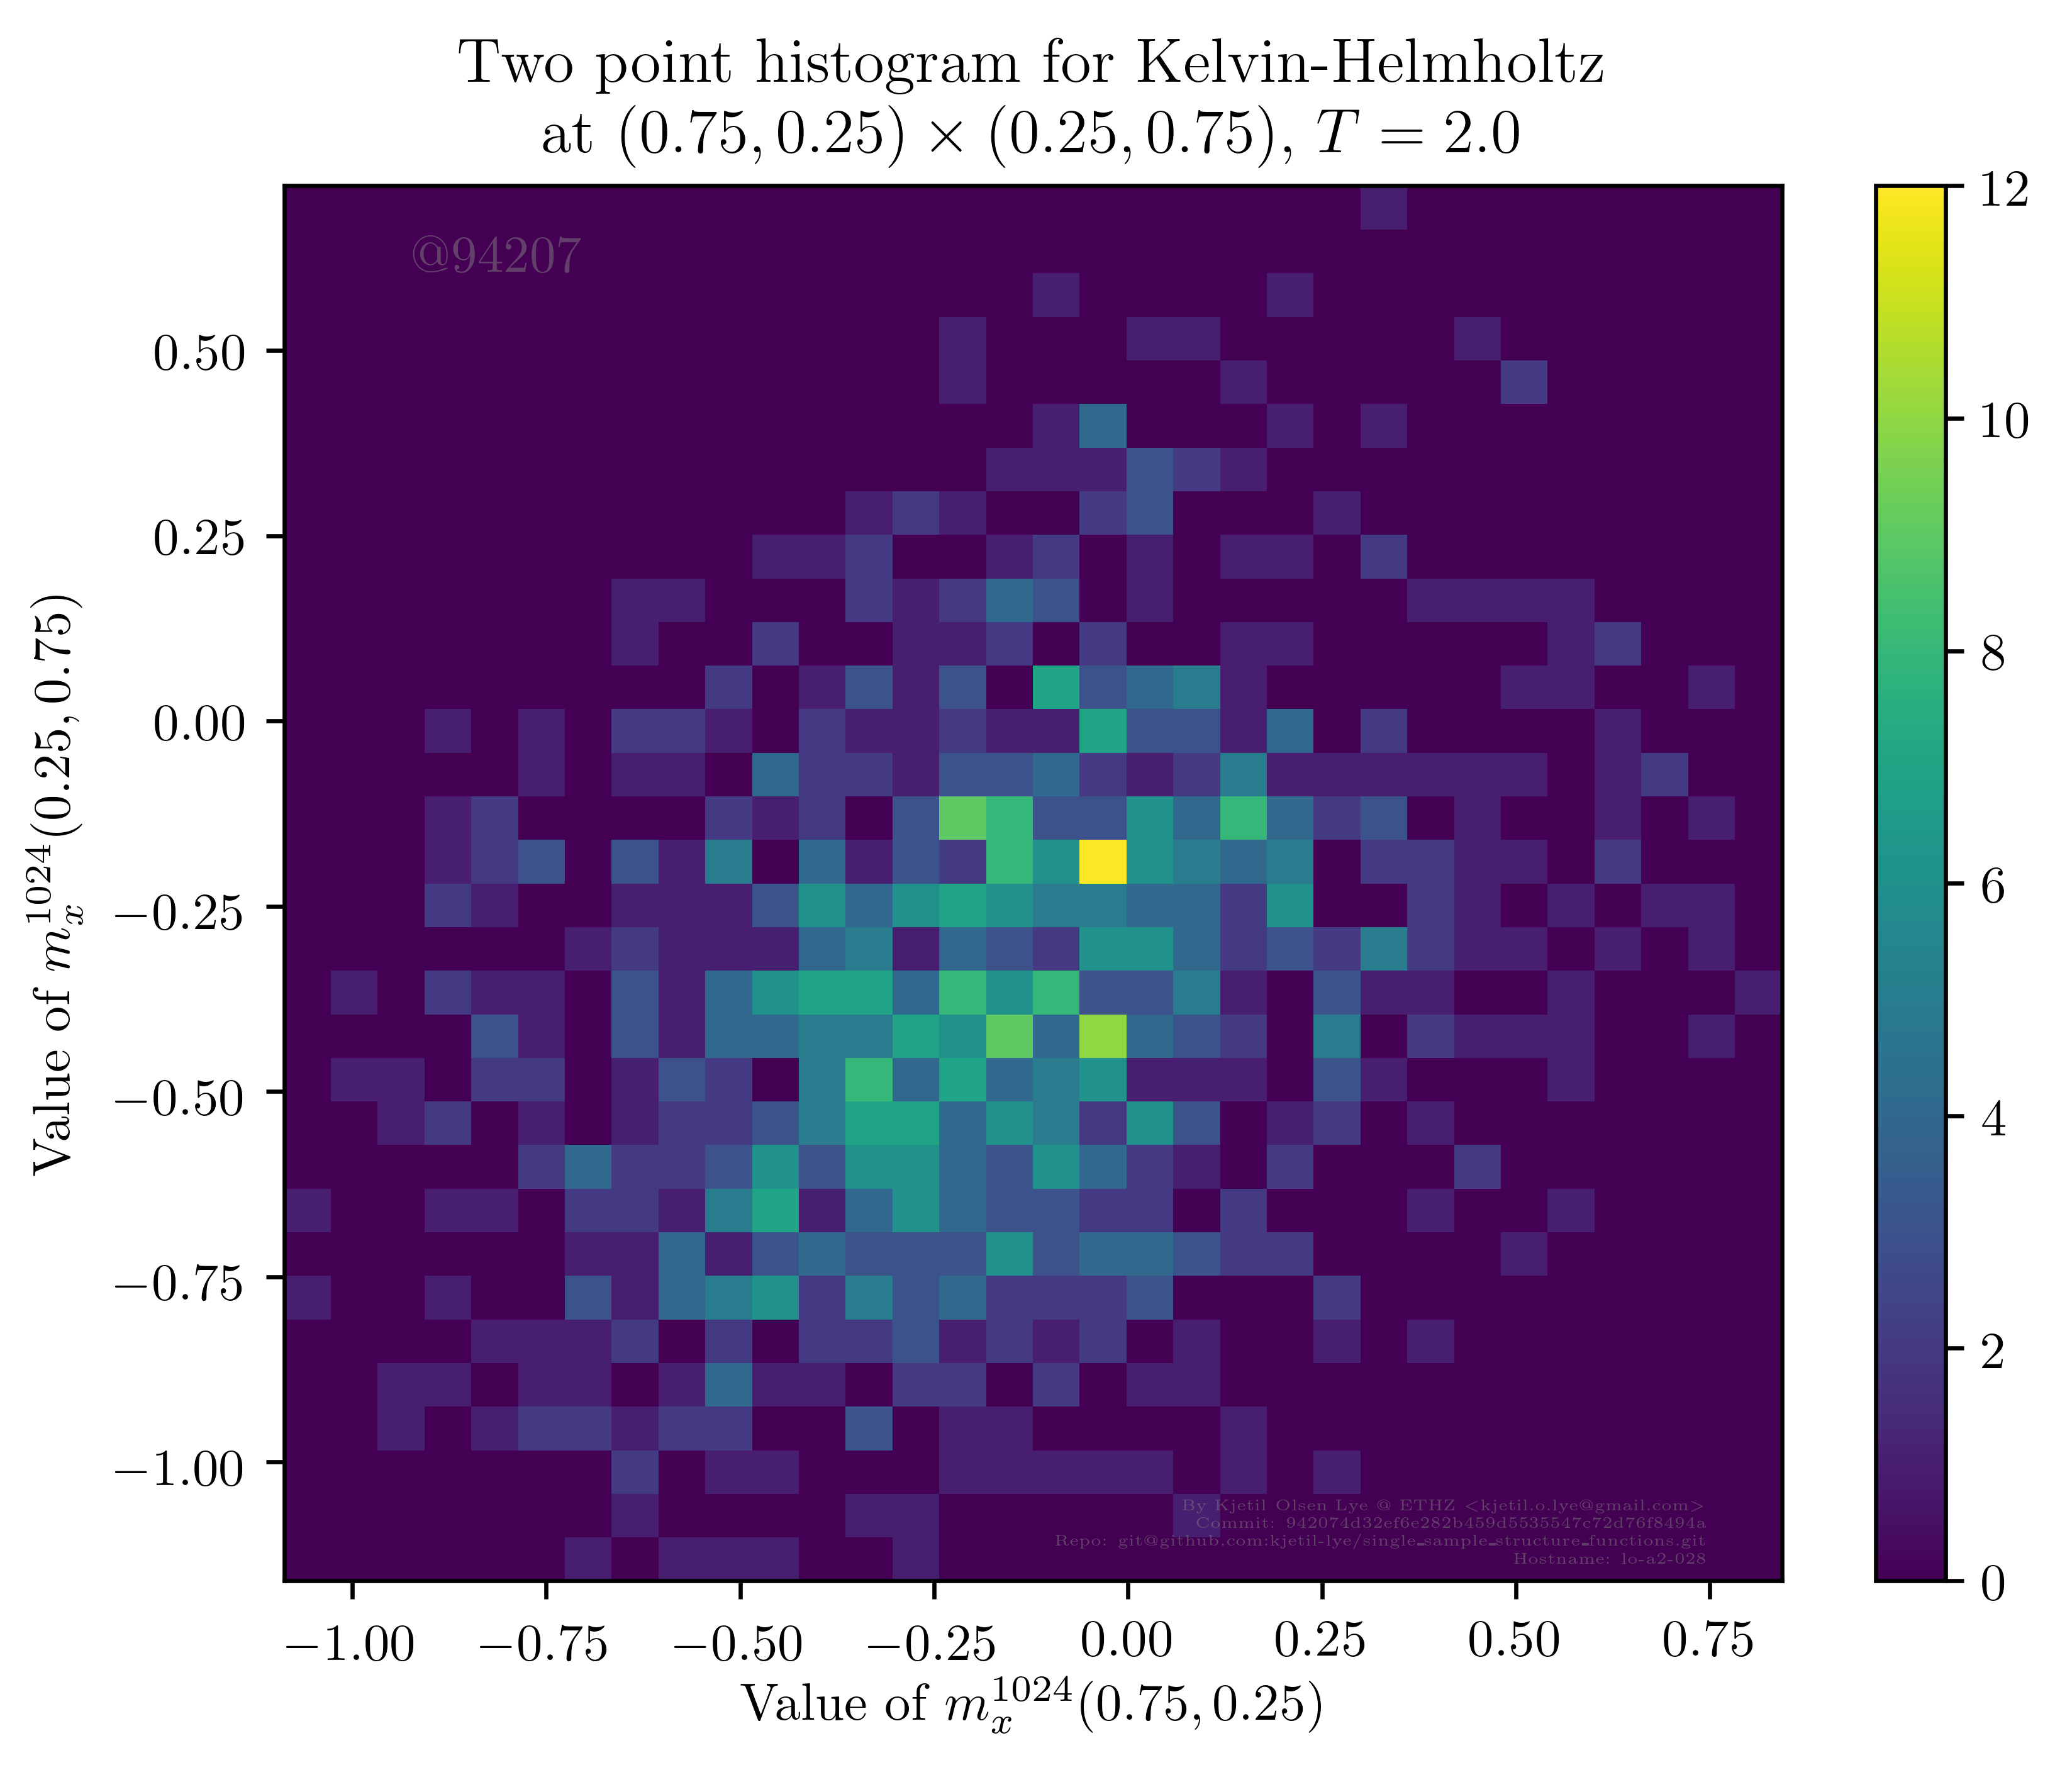 Two point histogram for Kelvin-Helmholtz
at (0.75, 0.25) × (0.25, 0.75), T = 2.0
@94207
12
10
8
6
4
2
0
0.50
0.25
0.00
−0.25
−0.50
−0.75
−1.00
Value of m_x^1024(0.25, 0.75)
By Kjetil Olsen Lye @ ETHZ <kjetil.o.lye@gmail.com>
Commit: 942074d32ef6e282b459d5535547c72d76f8494a
Repo: git@github.com:kjetil-lye/single_sample_structure_functions.git
Hostname: lo-a2-028
−1.00 −0.75 −0.50 −0.25 0.00 0.25 0.50 0.75
Value of m_x^1024(0.75, 0.25)